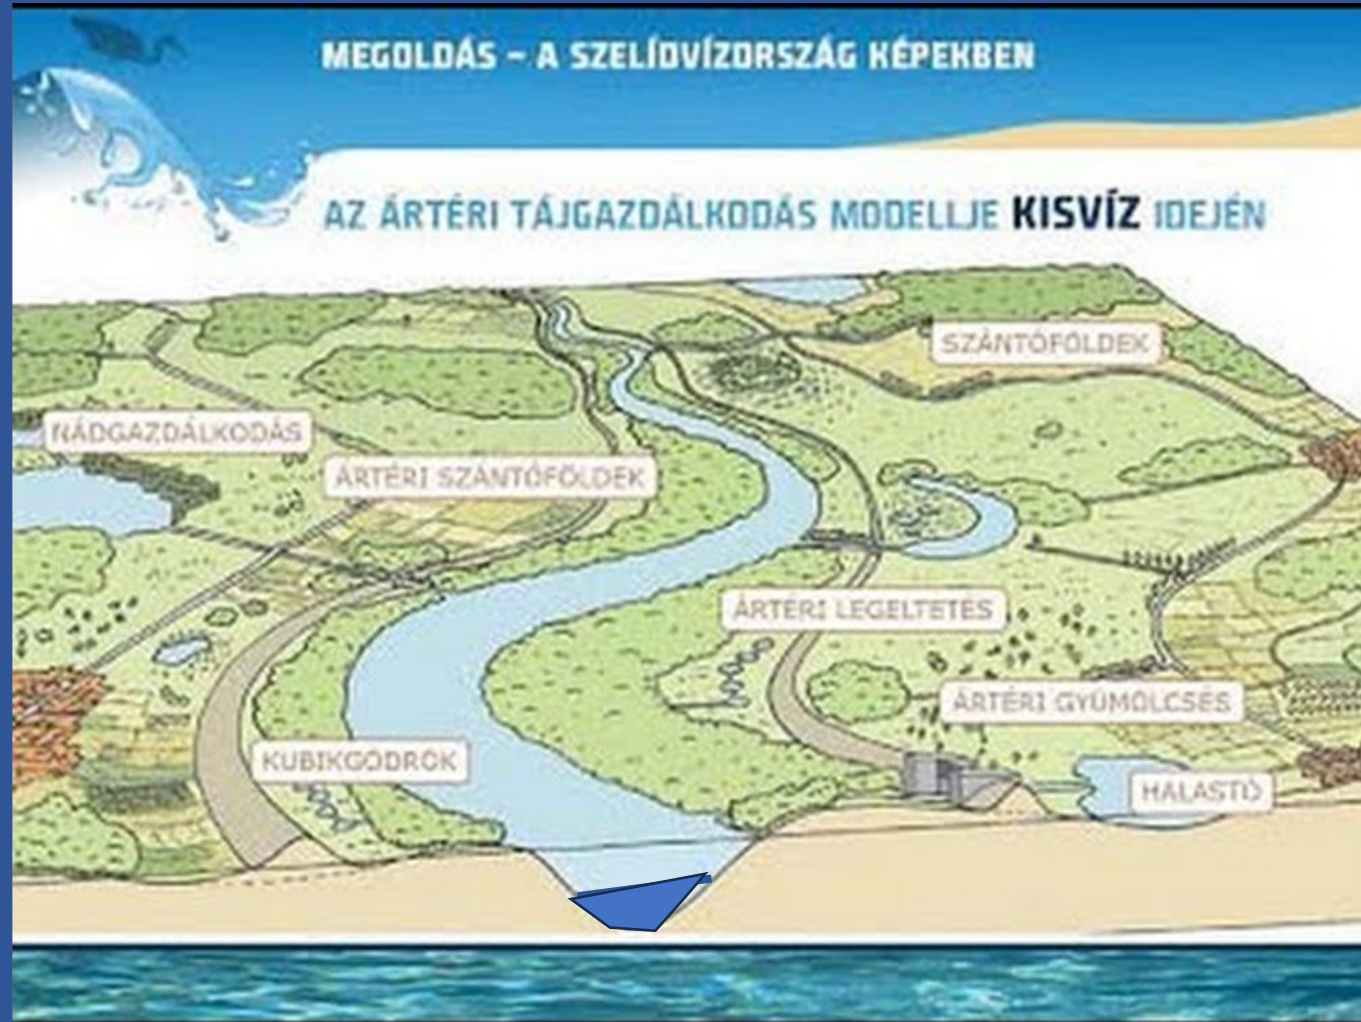 MEGOLDÁS – A SZELÍDVÍZORSZÁG KÉPEKBEN
AZ ÁRTÉRI TÁJGAZDÁLKODÁS MODELLJE KISVÍZ IDEJÉN
SZÁNTÓFÖLDEK
NÁDGAZDÁLKODÁS
ÁRTÉRI SZÁNTÓFÖLDEK
ÁRTÉRI LEGELTETÉS
ÁRTÉRI GYÜMÖLCSÉS
KUBIKGÖDRÖK
HALASTÓ